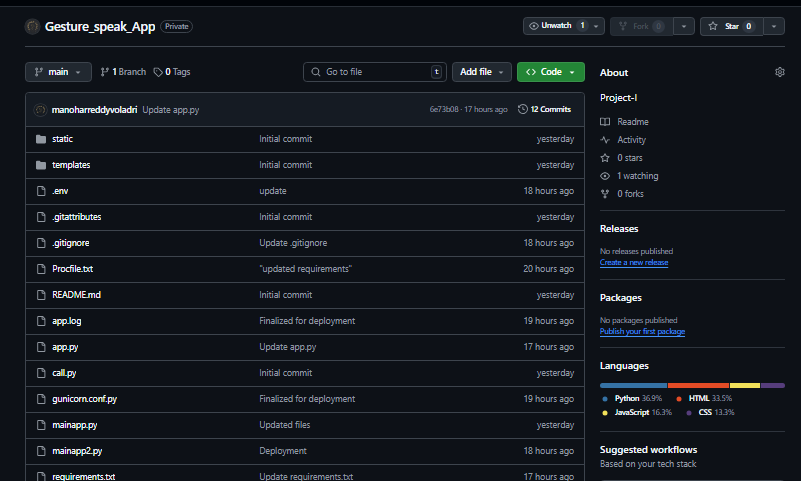 Gesture_speak_App Private
Unwatch 1 Fork 0 Star 0
main 1 Branch 0 Tags Go to file t Add file <> Code
manoharreddyvoladri Update app.py 6e73b08 · 17 hours ago 12 Commits
static Initial commit yesterday
templates Initial commit yesterday
.env update 18 hours ago
.gitattributes Initial commit yesterday
.gitignore Update .gitignore 18 hours ago
Procfile.txt "updated requirements" 20 hours ago
README.md Initial commit yesterday
app.log Finalized for deployment 19 hours ago
app.py Update app.py 17 hours ago
call.py Initial commit yesterday
gunicorn.conf.py Finalized for deployment 19 hours ago
mainapp.py Updated files yesterday
mainapp2.py Deployment 18 hours ago
requirements.txt Update requirements.txt 17 hours ago
About
Project-I
Readme
Activity
0 stars
1 watching
0 forks
Releases
No releases published
Create a new release
Packages
No packages published
Publish your first package
Languages
Python 36.9% HTML 33.5%
JavaScript 16.3% CSS 13.3%
Suggested workflows
Based on your tech stack